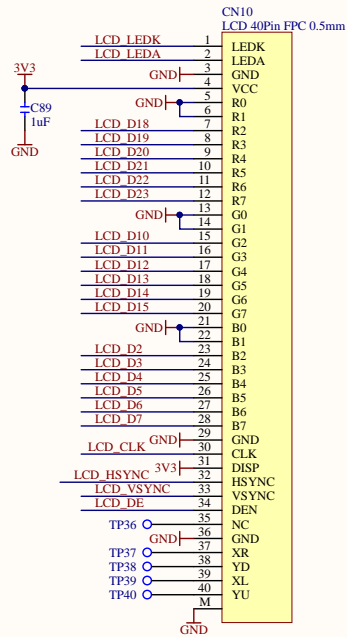 CN10
LCD 40Pin FPC 0.5mm
LCD_LEDK 1 LEDK
LCD_LEDA 2 LEDA
GND 3 GND
3V3 4 VCC
GND 5 R0
6 R1
C89
1uF
GND
LCD_D18 7 R2
LCD_D19 8 R3
LCD_D20 9 R4
LCD_D21 10 R5
LCD_D22 11 R6
LCD_D23 12 R7
GND 13 G0
14 G1
LCD_D10 15 G2
LCD_D11 16 G3
LCD_D12 17 G4
LCD_D13 18 G5
LCD_D14 19 G6
LCD_D15 20 G7
GND 21 B0
22 B1
LCD_D2 23 B2
LCD_D3 24 B3
LCD_D4 25 B4
LCD_D5 26 B5
LCD_D6 27 B6
LCD_D7 28 B7
GND 29 GND
LCD_CLK 30 CLK
3V3 31 DISP
LCD_HSYNC 32 HSYNC
LCD_VSYNC 33 VSYNC
LCD_DE 34 DEN
TP36 35 NC
GND 36 GND
TP37 37 XR
TP38 38 YD
TP39 39 XL
TP40 40 YU
M
GND